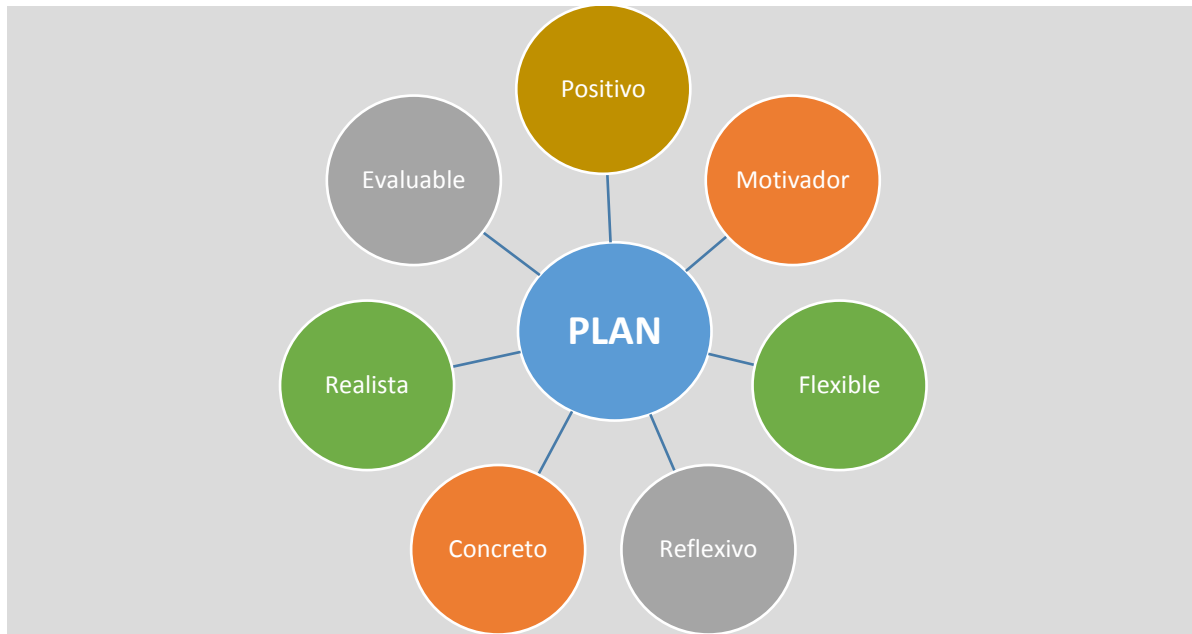 Positivo
Evaluable
Motivador
PLAN
Realista
Flexible
Concreto
Reflexivo